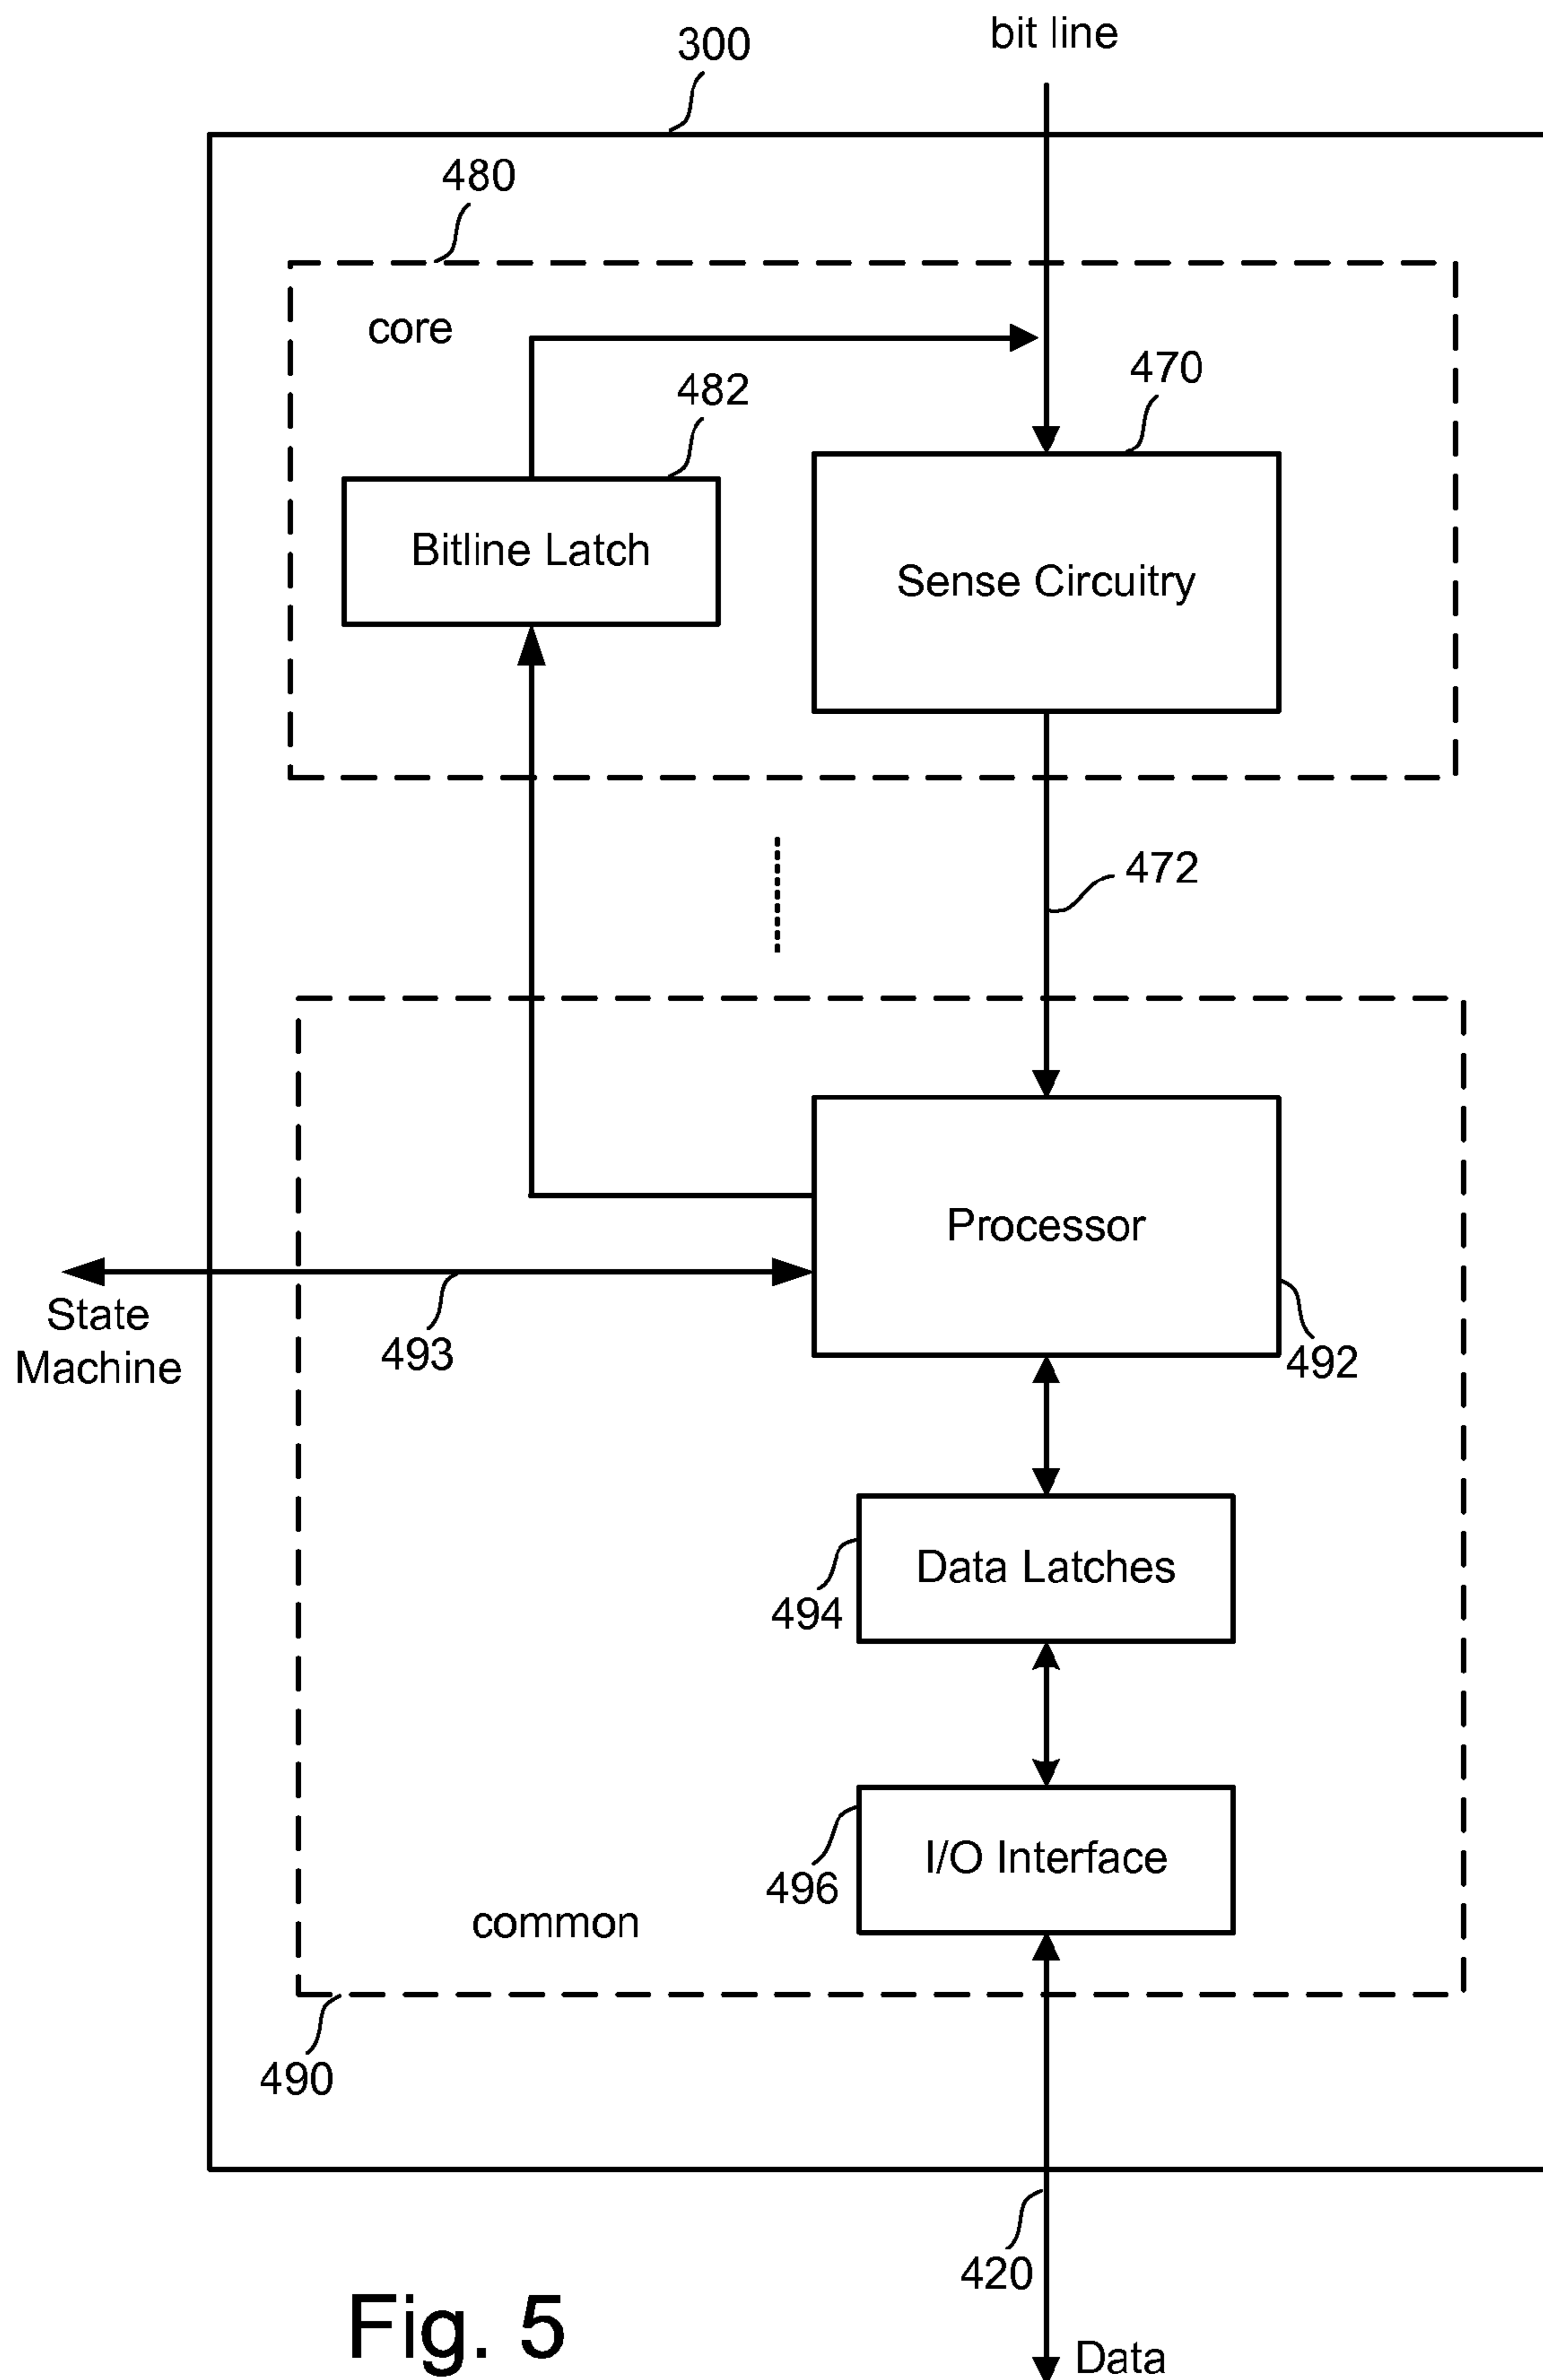 bit line
300
480
core
470
482
Bitline Latch
Sense Circuitry
472
Processor
State
Machine
493
492
Data Latches
494
I/O Interface
496
common
490
420
Fig. 5
Data